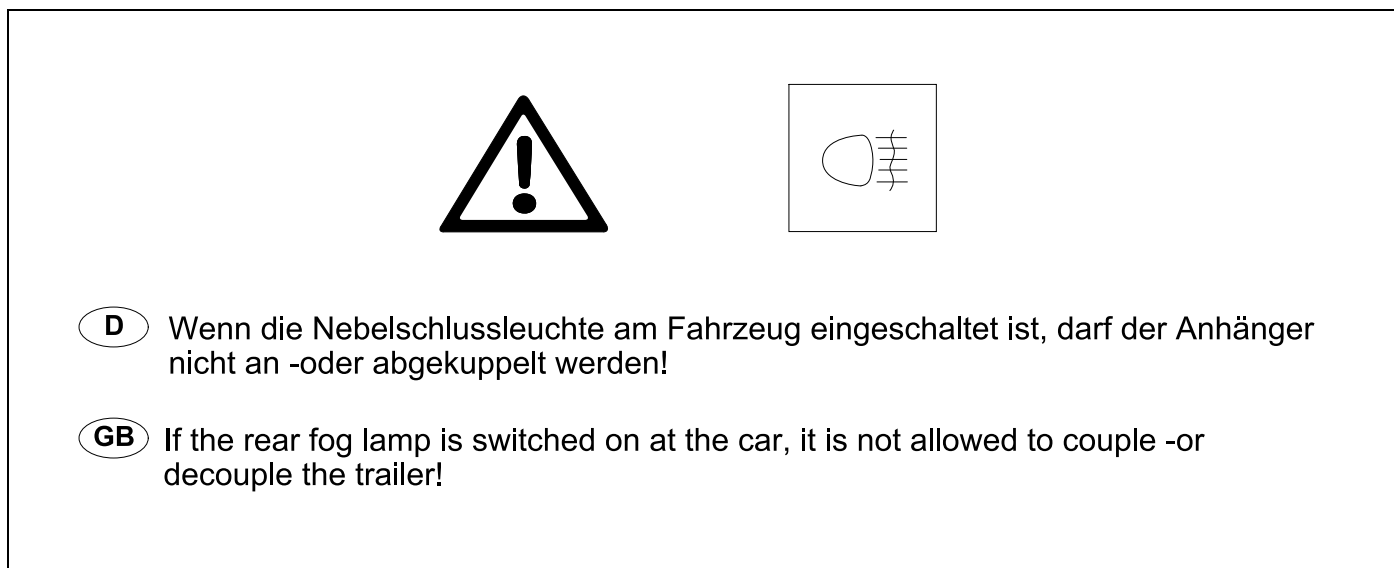 D Wenn die Nebelschlussleuchte am Fahrzeug eingeschaltet ist, darf der Anhänger
nicht an -oder abgekuppelt werden!
GB If the rear fog lamp is switched on at the car, it is not allowed to couple -or
decouple the trailer!